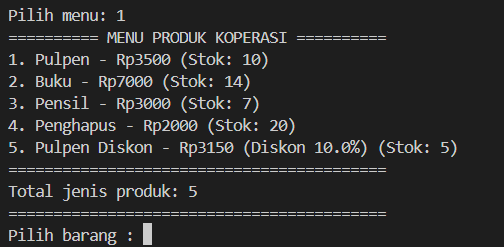 Pilih menu: 1
========== MENU PRODUK KOPERASI ==========
1. Pulpen - Rp3500 (Stok: 10)
2. Buku - Rp7000 (Stok: 14)
3. Pensil - Rp3000 (Stok: 7)
4. Penghapus - Rp2000 (Stok: 20)
5. Pulpen Diskon - Rp3150 (Diskon 10.0%) (Stok: 5)
==========================================
Total jenis produk: 5
==========================================
Pilih barang :